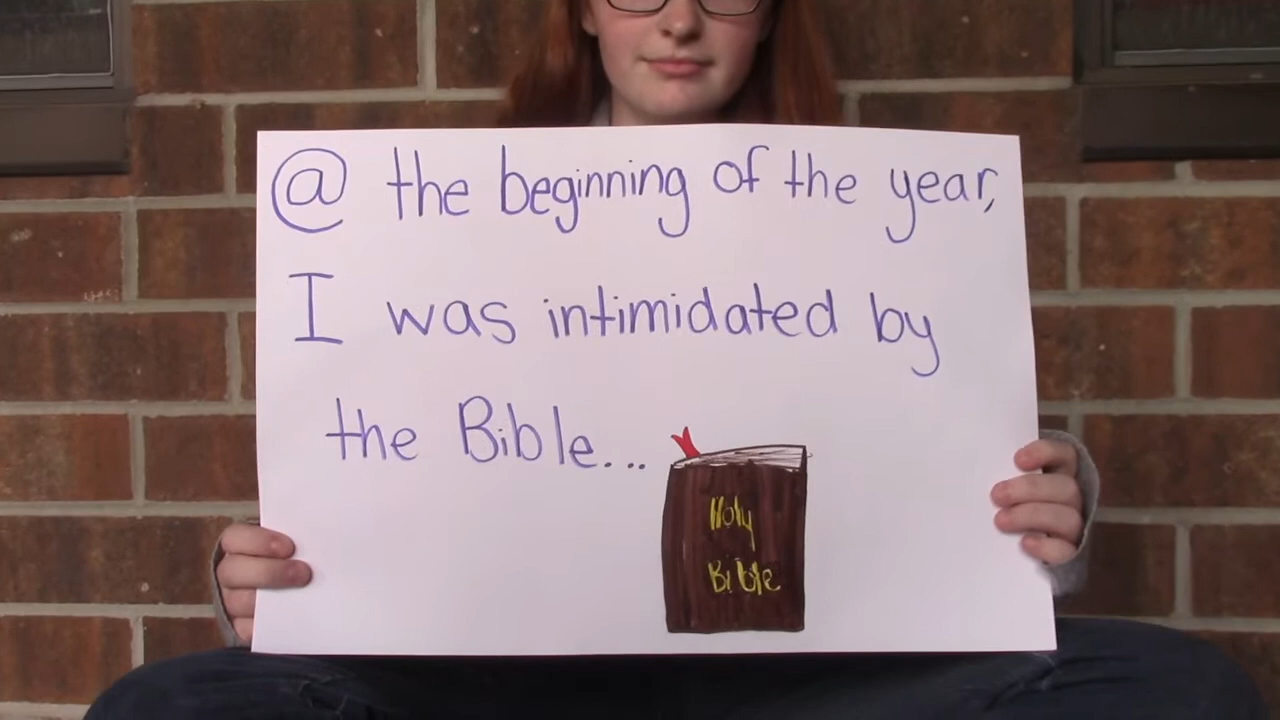 @ the beginning of the year,
I was intimidated by
the Bible...
Holy
Bible